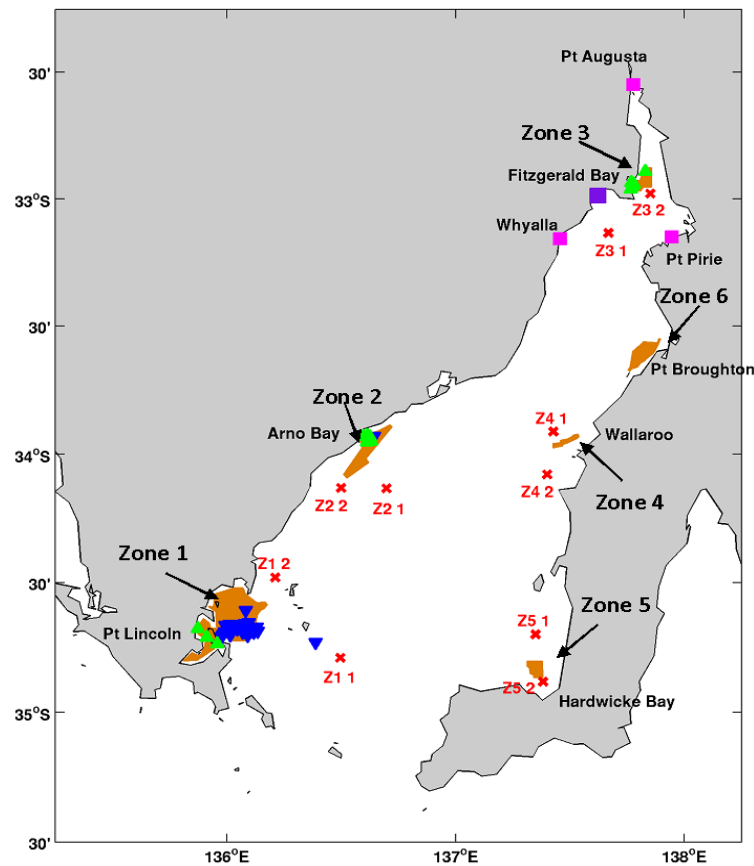 Pt Augusta
30'
Zone 3
Fitzgerald Bay
33°S
Z3 2
Whyalla
Z3 1
Pt Pirie
Zone 6
30'
Pt Broughton
Zone 2
Z4 1
Arno Bay
Wallaroo
34°S
Z4 2
Z2 2
Z2 1
Zone 4
Zone 1
Z1 2
30'
Zone 5
Z5 1
Pt Lincoln
Z1 1
Z5 2
Hardwicke Bay
35°S
30'
136°E
137°E
138°E